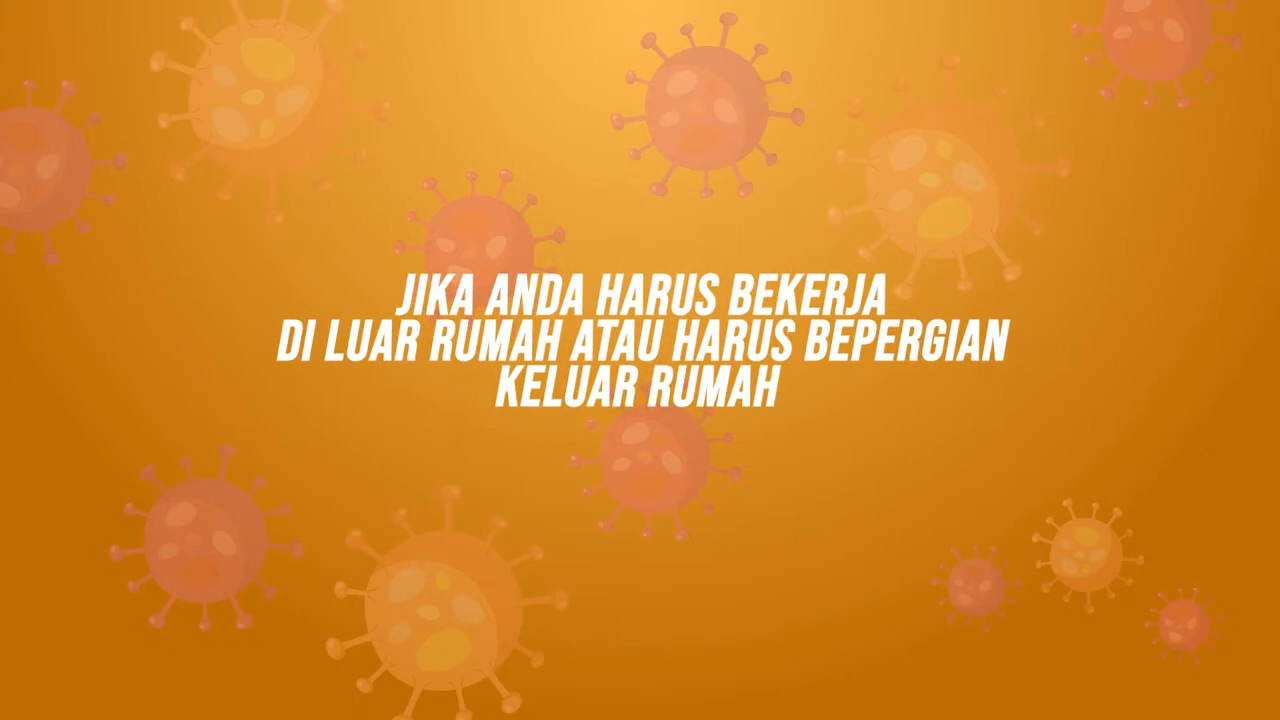 JIKA ANDA HARUS BEKERJA
DI LUAR RUMAH ATAU HARUS BEPERGIAN
KELUAR RUMAH